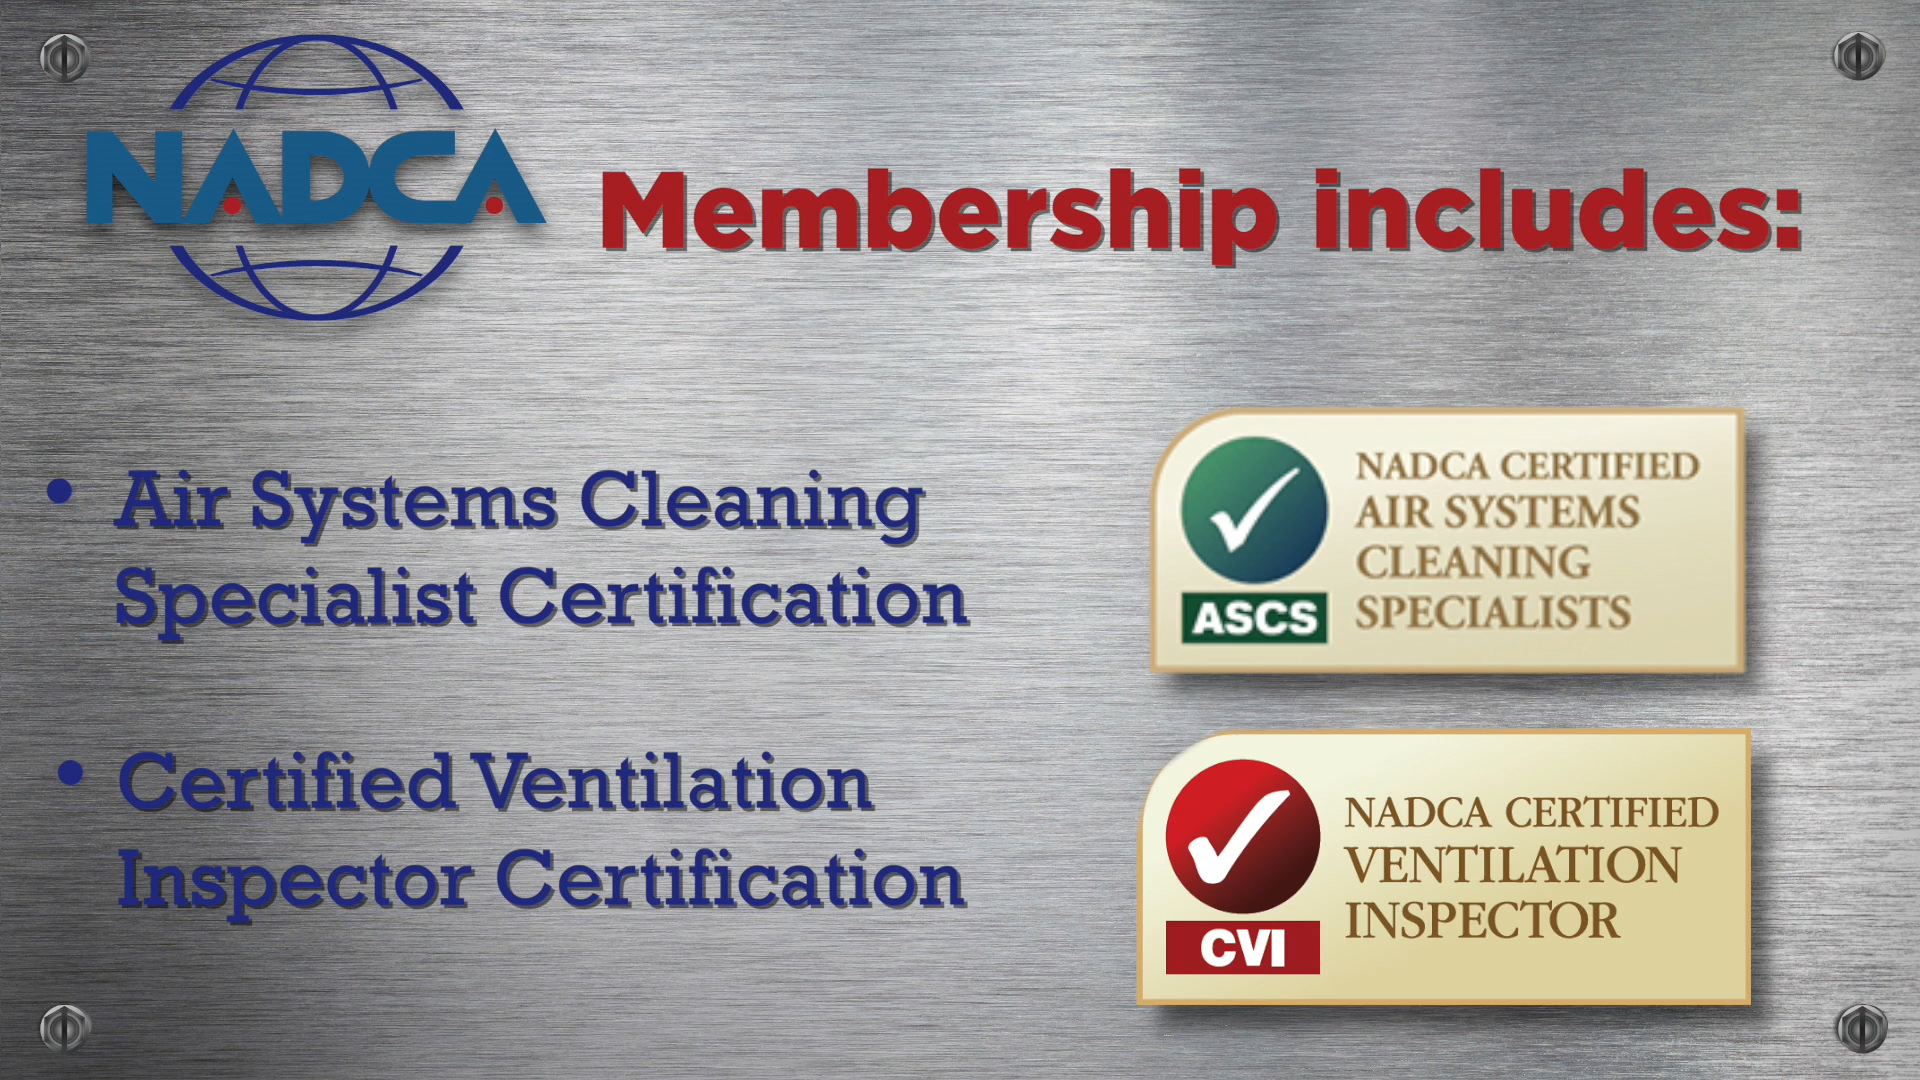 NADCA
Membership includes:
• Air Systems Cleaning
Specialist Certification
NADCA CERTIFIED
AIR SYSTEMS
CLEANING
SPECIALISTS
ASCS
• Certified Ventilation
Inspector Certification
NADCA CERTIFIED
VENTILATION
INSPECTOR
CVI